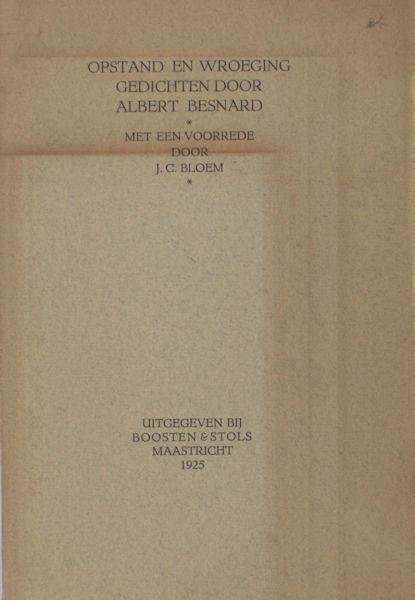 OPSTAND EN WROEGING
GEDICHTEN DOOR
ALBERT BESNARD
*
MET EEN VOORREDE
DOOR
J. C. BLOEM
*
UITGEGEVEN BIJ
BOOSTEN & STOLS
MAASTRICHT
1925